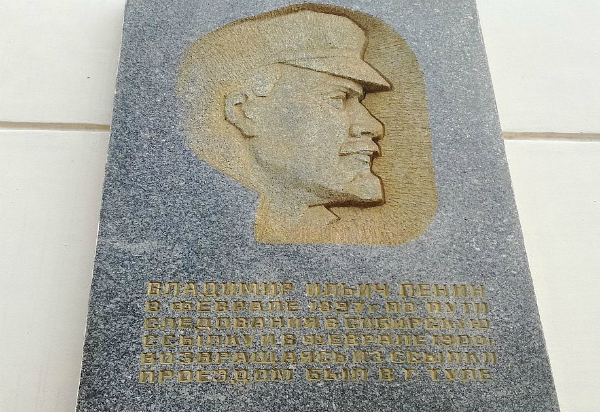 ВЛАДИМИР ИЛЬИЧ ЛЕНИН
В ФЕВРАЛЕ 1897 г. ПО ПУТИ
СЛЕДОВАНИЯ В СИБИРСКУЮ
ССЫЛКУ И В ФЕВРАЛЕ 1900 г.
ВОЗВРАЩАЯСЬ ИЗ ССЫЛКИ
ПРОЕЗДОМ БЫЛ В г. ТУЛЕ